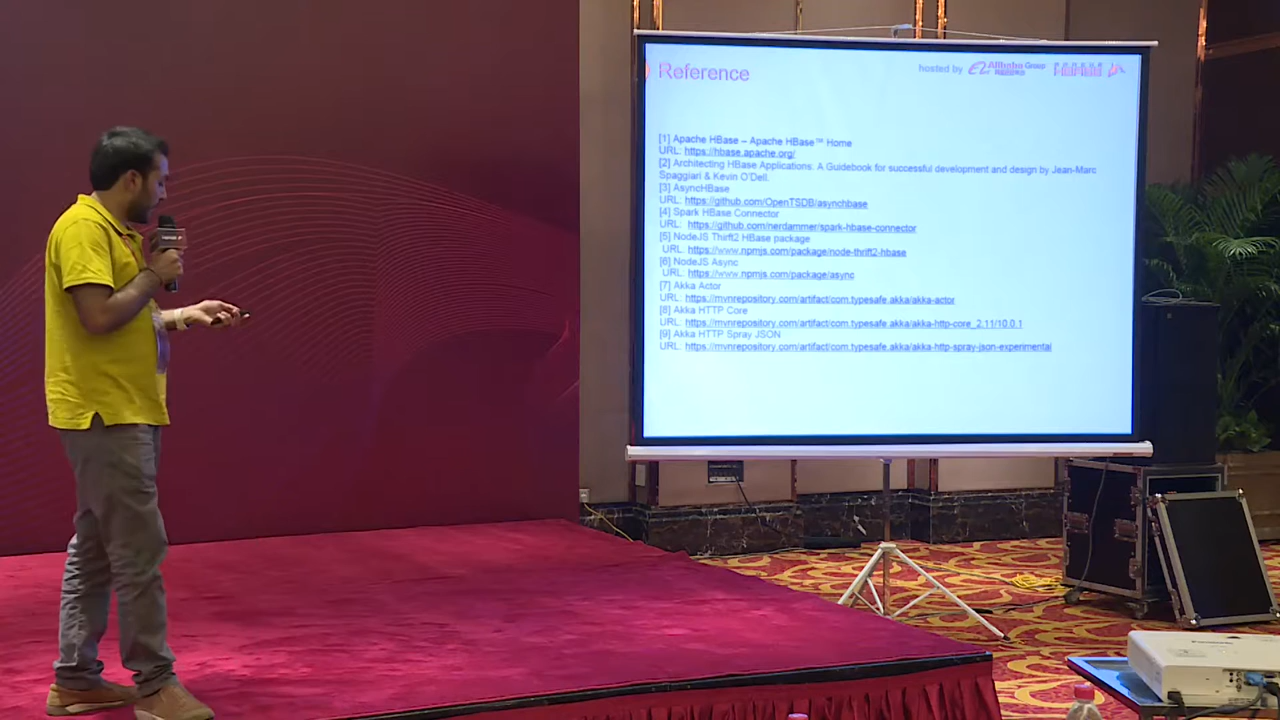 Reference
hosted by Alibaba Group
[1] Apache HBase – Apache HBase™ Home
URL: https://hbase.apache.org/
[2] Architecting HBase Applications: A Guidebook for successful development and design by Jean-Marc
Spaggiari & Kevin O'Dell.
[3] AsyncHBase
URL: https://github.com/OpenTSDB/asynchbase
[4] Spark HBase Connector
URL: https://github.com/nerdammer/spark-hbase-connector
[5] NodeJS Thirft2 HBase package
URL: https://www.npmjs.com/package/node-thrift2-hbase
[6] NodeJS Async
URL: https://www.npmjs.com/package/async
[7] Akka Actor
URL: https://mvnrepository.com/artifact/com.typesafe.akka/akka-actor
[8] Akka HTTP Core
URL: https://mvnrepository.com/artifact/com.typesafe.akka/akka-http-core_2.11/10.0.1
[9] Akka HTTP Spray JSON
URL: https://mvnrepository.com/artifact/com.typesafe.akka/akka-http-spray-json-experimental